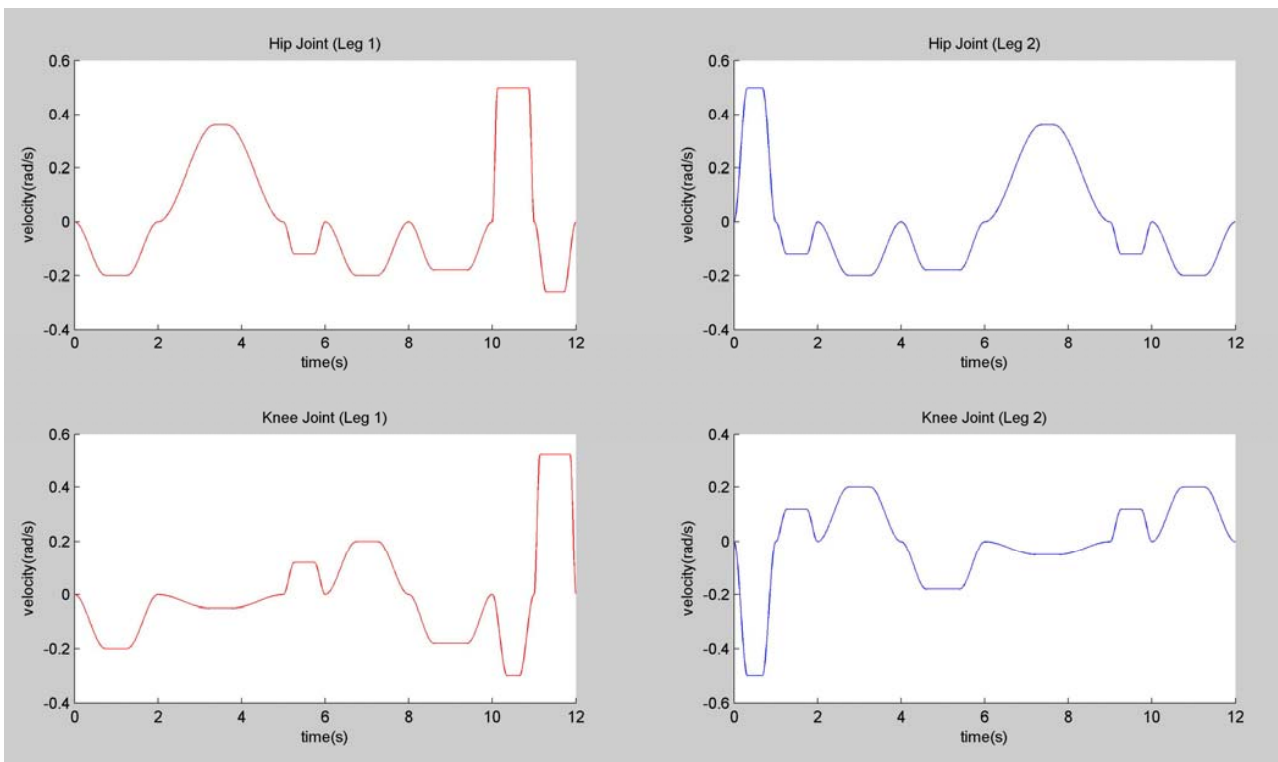 Hip Joint (Leg 1)
0.6
0.4
0.2
0
-0.2
-0.4
velocity(rad/s)
0 2 4 6 8 10 12
time(s)
Hip Joint (Leg 2)
0.6
0.4
0.2
0
-0.2
-0.4
velocity(rad/s)
0 2 4 6 8 10 12
time(s)
Knee Joint (Leg 1)
0.6
0.4
0.2
0
-0.2
-0.4
velocity(rad/s)
0 2 4 6 8 10 12
time(s)
Knee Joint (Leg 2)
0.4
0.2
0
-0.2
-0.4
-0.6
velocity(rad/s)
0 2 4 6 8 10 12
time(s)